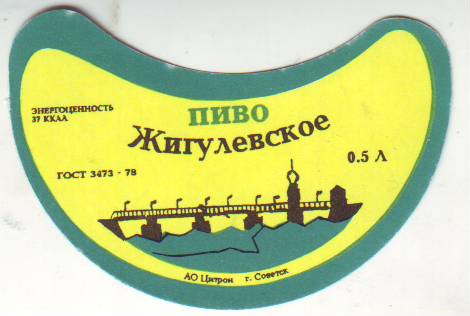 ПИВО
Жигулевское
ЭНЕРГОЦЕННОСТЬ
37 ККАЛ
0.5 Л
ГОСТ 3473 - 78
АО Цитрон г. Советск